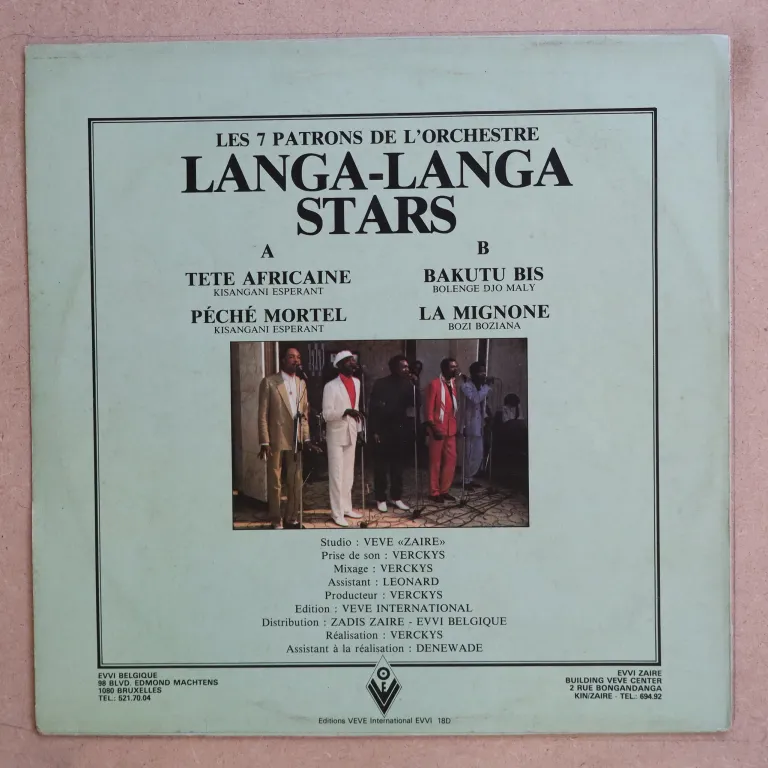 LES 7 PATRONS DE L'ORCHESTRE
LANGA-LANGA
STARS
A
TETE AFRICAINE
KISANGANI ESPERANT
PÉCHÉ MORTEL
KISANGANI ESPERANT
B
BAKUTU BIS
BOLENGE DJO MALY
LA MIGNONE
BOZI BOZIANA
Studio : VEVE «ZAIRE»
Prise de son : VERCKYS
Mixage : VERCKYS
Assistant : LEONARD
Producteur : VERCKYS
Edition : VEVE INTERNATIONAL
Distribution : ZADIS ZAIRE - EVVI BELGIQUE
Réalisation : VERCKYS
Assistant à la réalisation : DENEWADE
EVVI BELGIQUE
98 BLVD. EDMOND MACHTENS
1080 BRUXELLES
TEL.: 521.70.04
EVVI ZAIRE
BUILDING VEVE CENTER
2 RUE BONGANDANGA
KIN/ZAIRE - TEL.: 694.92
Editions VEVE International EVVI 18D